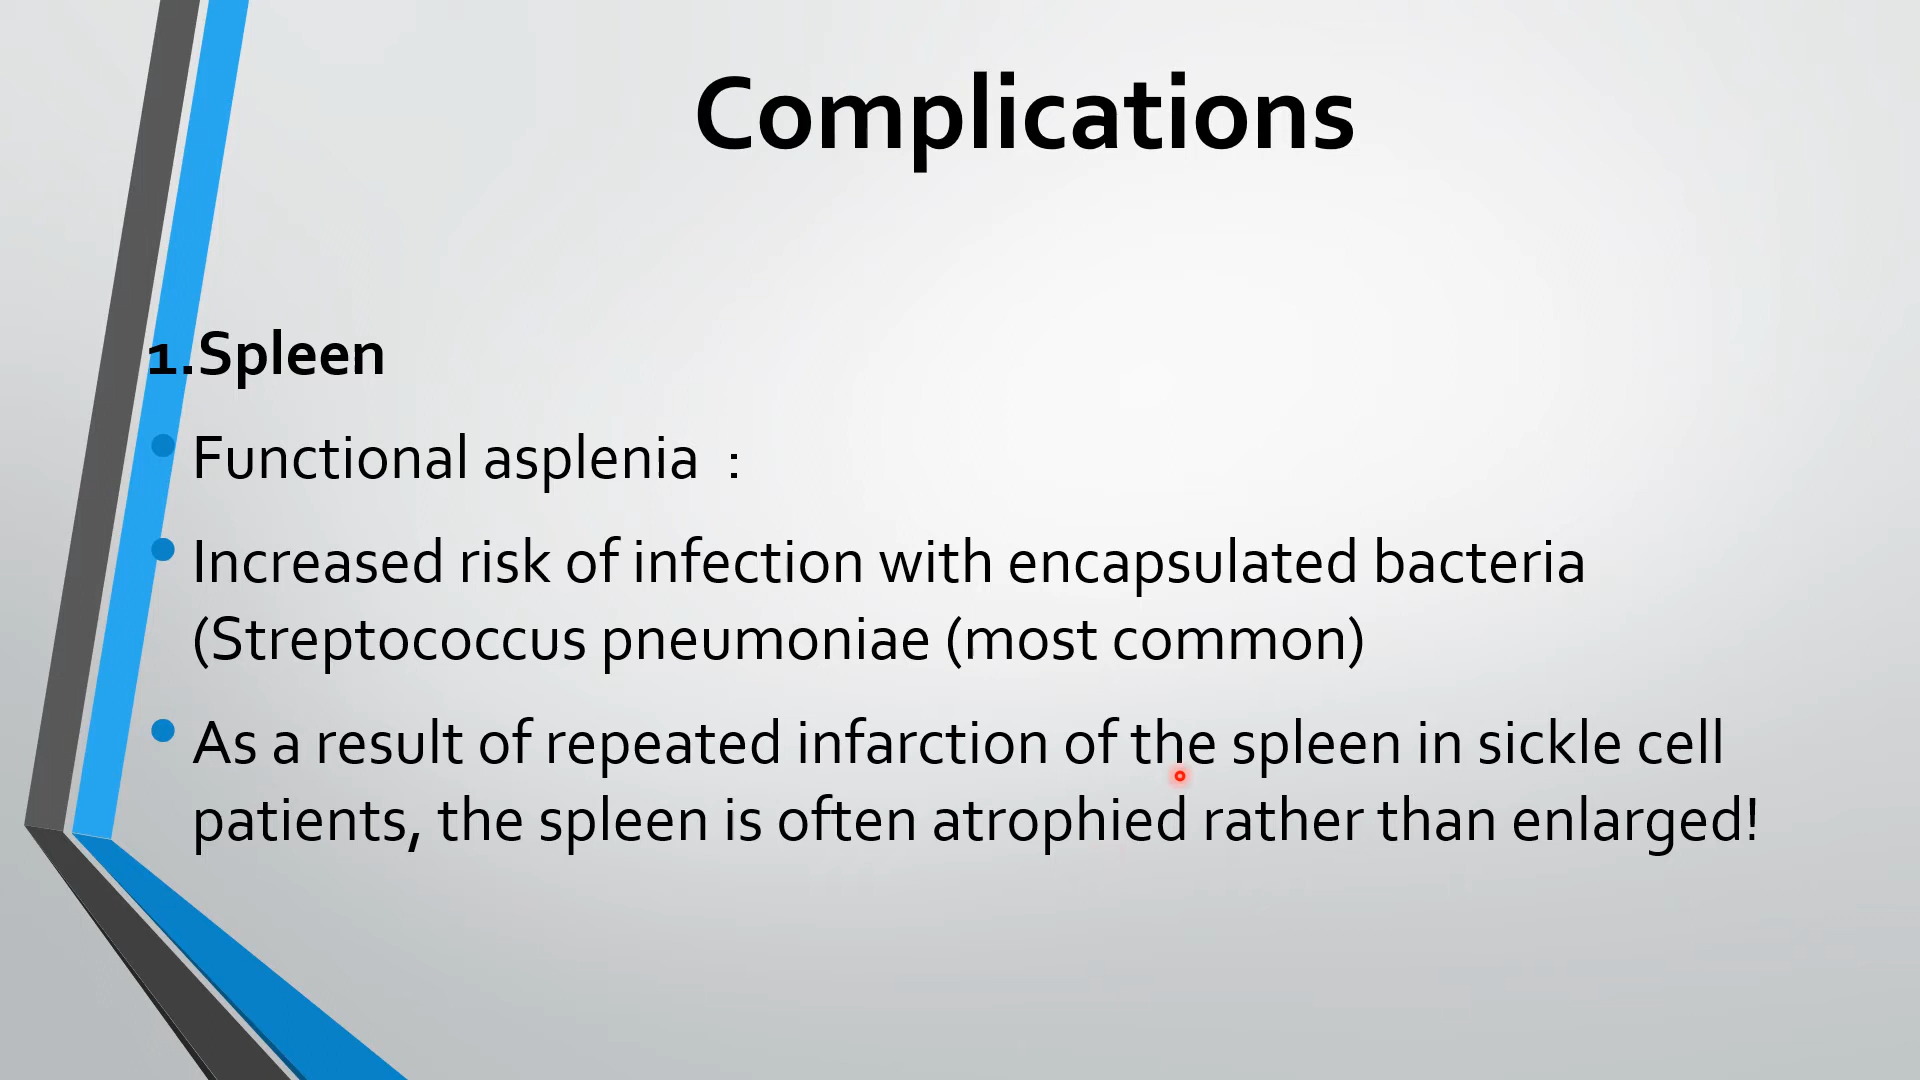 Complications
1.Spleen
Functional asplenia :
Increased risk of infection with encapsulated bacteria
(Streptococcus pneumoniae (most common)
As a result of repeated infarction of the spleen in sickle cell
patients, the spleen is often atrophied rather than enlarged!